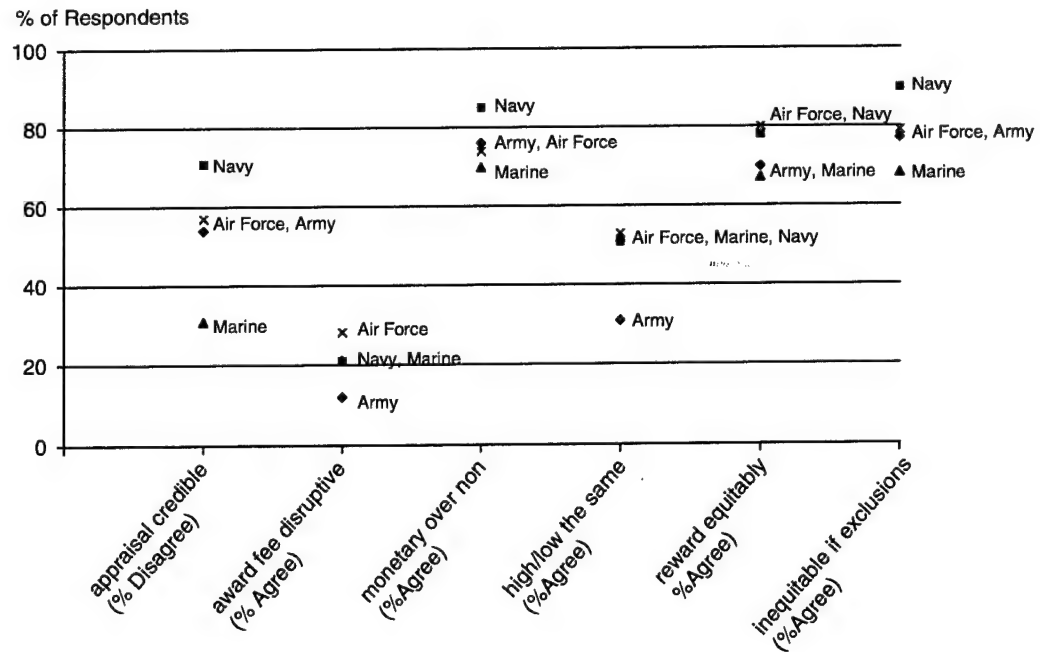 % of Respondents
100
80
60
40
20
0
Navy
Air Force, Army
Marine
Air Force
Navy, Marine
Army
Navy
Army, Air Force
Marine
Air Force, Marine, Navy
Army
Air Force, Navy
Army, Marine
Navy
Air Force, Army
Marine
appraisal credible
(% Disagree)
award fee disruptive
(% Agree)
monetary over non
(%Agree)
high/low the same
(%Agree)
reward equitably
%Agree)
inequitable if exclusions
(%Agree)